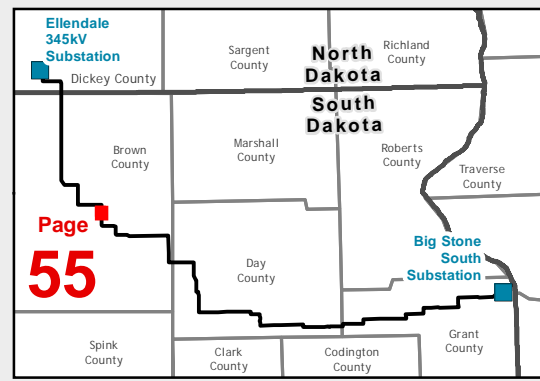 Ellendale
345kV
Substation
Dickey County
Sargent
County
North
Dakota
Richland
County
South
Dakota
Brown
County
Marshall
County
Roberts
County
Traverse
County
Page
55
Day
County
Big Stone
South
Substation
Spink
County
Clark
County
Codington
County
Grant
County